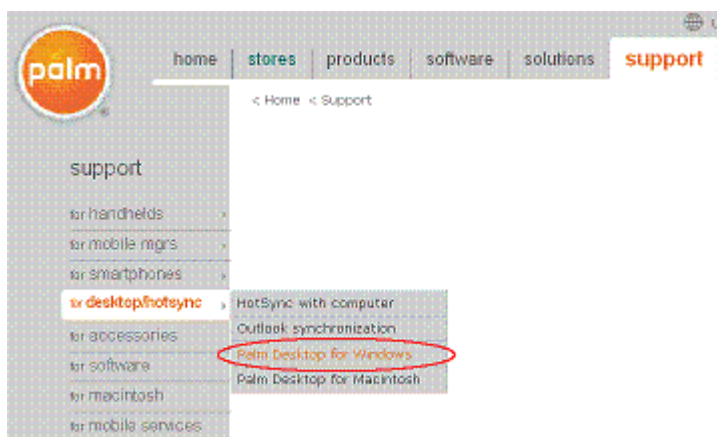 palm
home stores products software solutions support
< Home < Support
support
for handhelds
for mobile mgrs
for smartphones
for desktop/hotsync
HotSync with computer
Outlook synchronization
Palm Desktop for Windows
Palm Desktop for Macintosh
for accessories
for software
for macintosh
for mobile services